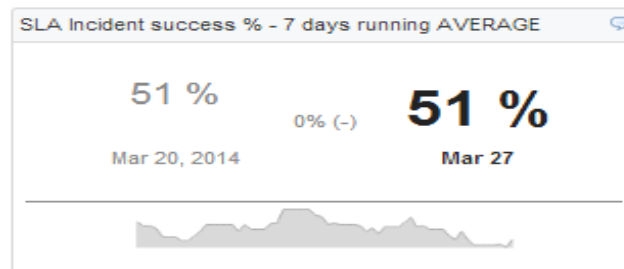 SLA Incident success % - 7 days running AVERAGE
51 %
0% (-)
51 %
Mar 20, 2014
Mar 27